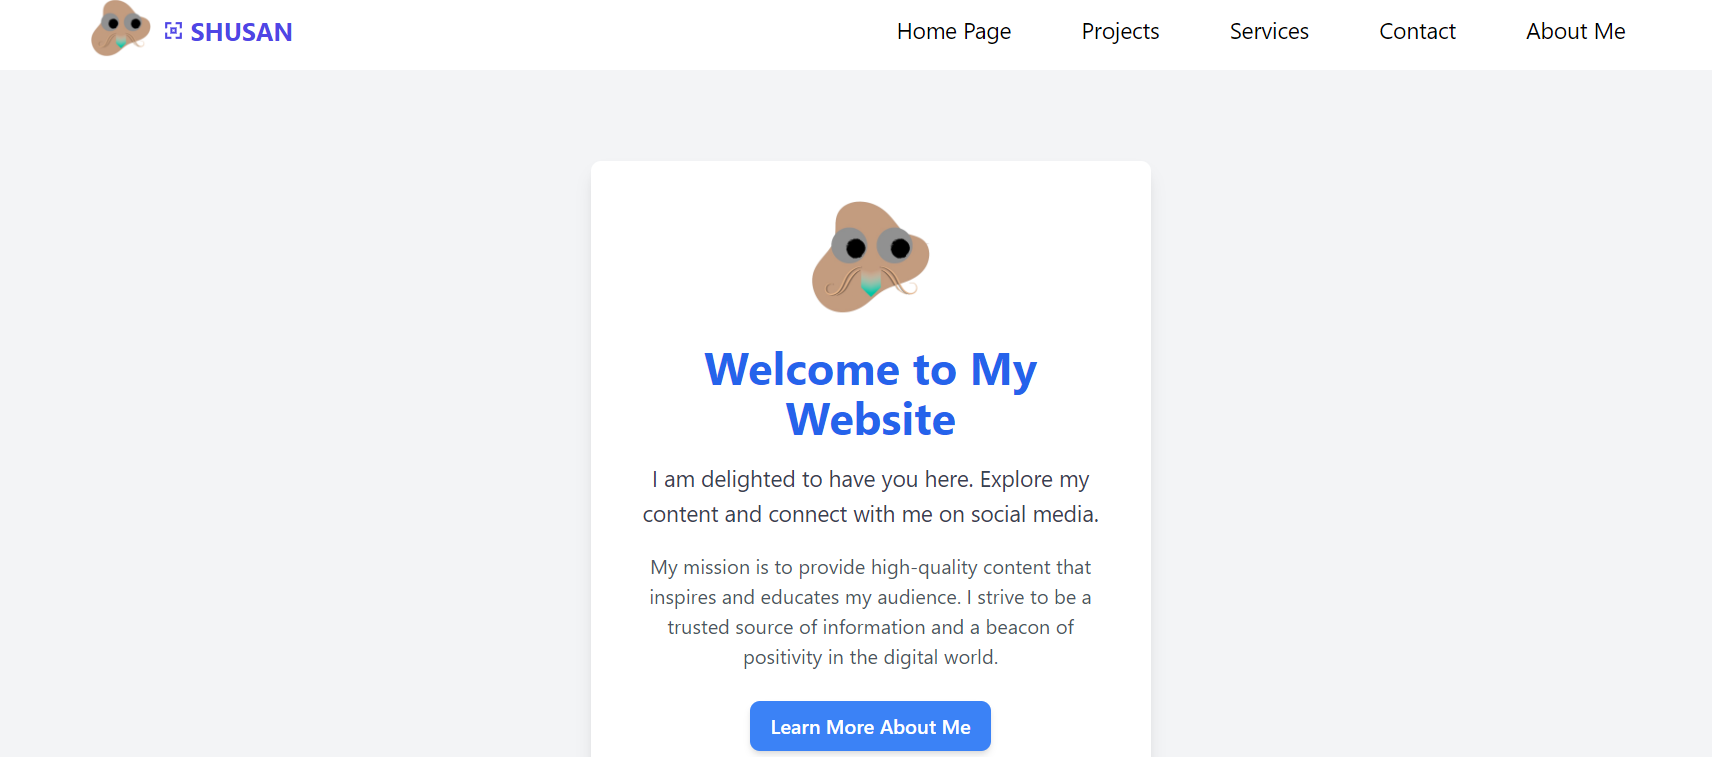 SHUSAN
Home Page
Projects
Services
Contact
About Me
Welcome to My
Website
I am delighted to have you here. Explore my
content and connect with me on social media.
My mission is to provide high-quality content that
inspires and educates my audience. I strive to be a
trusted source of information and a beacon of
positivity in the digital world.
Learn More About Me